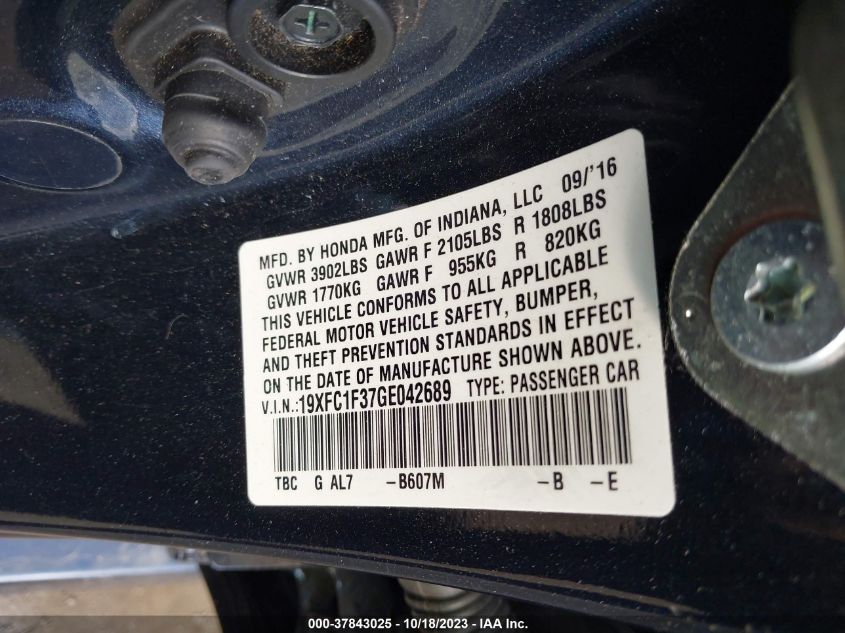 MFD. BY HONDA MFG. OF INDIANA, LLC 09/'16
GVWR 3902LBS GAWR F 2105LBS R 1808LBS
GVWR 1770KG GAWR F 955KG R 820KG
THIS VEHICLE CONFORMS TO ALL APPLICABLE
FEDERAL MOTOR VEHICLE SAFETY, BUMPER,
AND THEFT PREVENTION STANDARDS IN EFFECT
ON THE DATE OF MANUFACTURE SHOWN ABOVE.
V.I.N.:19XFC1F37GE042689 TYPE: PASSENGER CAR
TBC G AL7 -B607M -B -E
000-37843025 - 10/18/2023 - IAA Inc.